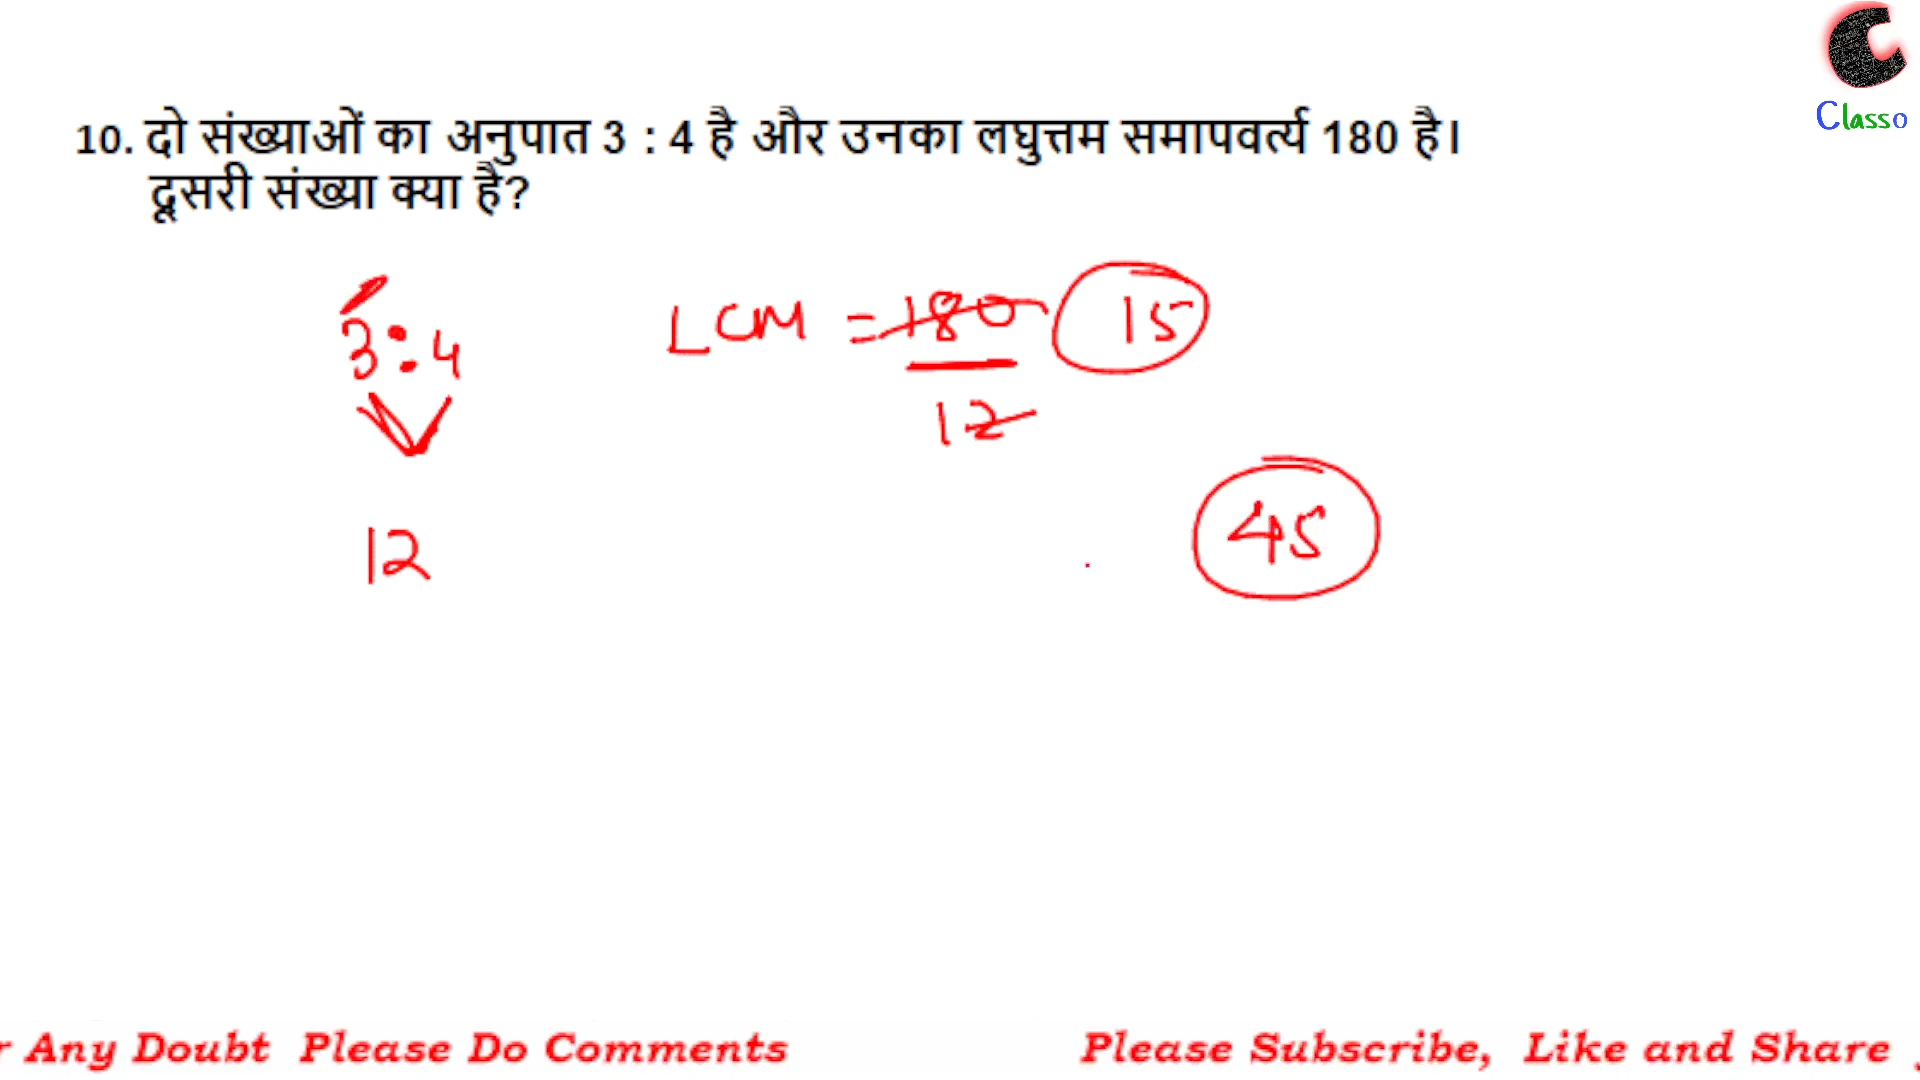 Classo
10. दो संख्याओं का अनुपात 3 : 4 है और उनका लघुत्तम समापवर्त्य 180 है।
दूसरी संख्या क्या है?
3:4
LCM = 180 15
12
12
45
r Any Doubt Please Do Comments Please Subscribe, Like and Share